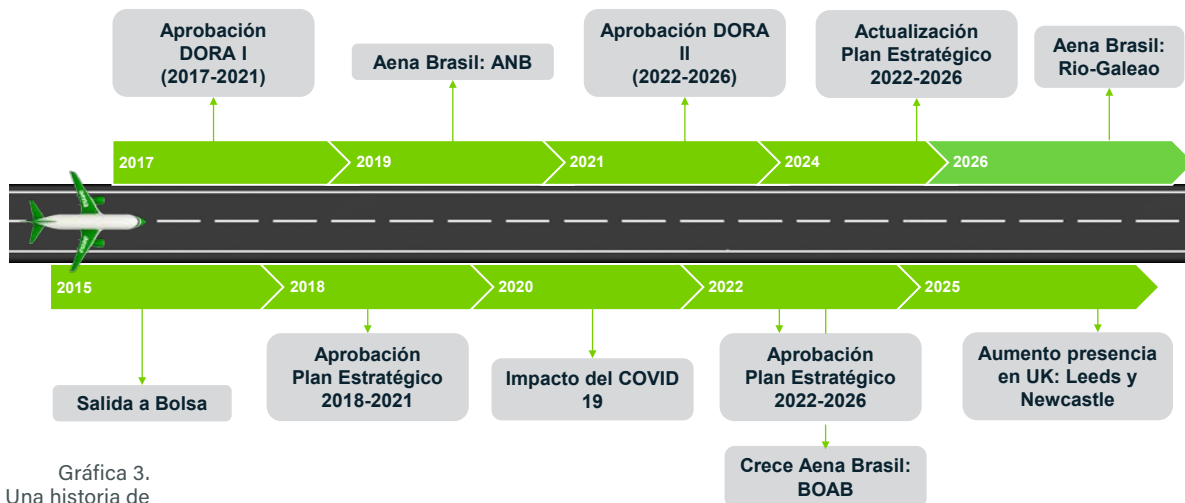 Aprobación
DORA I
(2017-2021)
Aena Brasil: ANB
Aprobación DORA
II
(2022-2026)
Actualización
Plan Estratégico
2022-2026
Aena Brasil:
Rio-Galeao
2017
2019
2021
2024
2026
aena
aena
2015
2018
2020
2022
2025
Salida a Bolsa
Aprobación
Plan Estratégico
2018-2021
Impacto del COVID
19
Aprobación
Plan Estratégico
2022-2026
Aumento presencia
en UK: Leeds y
Newcastle
Crece Aena Brasil:
BOAB
Gráfica 3.
Una historia de